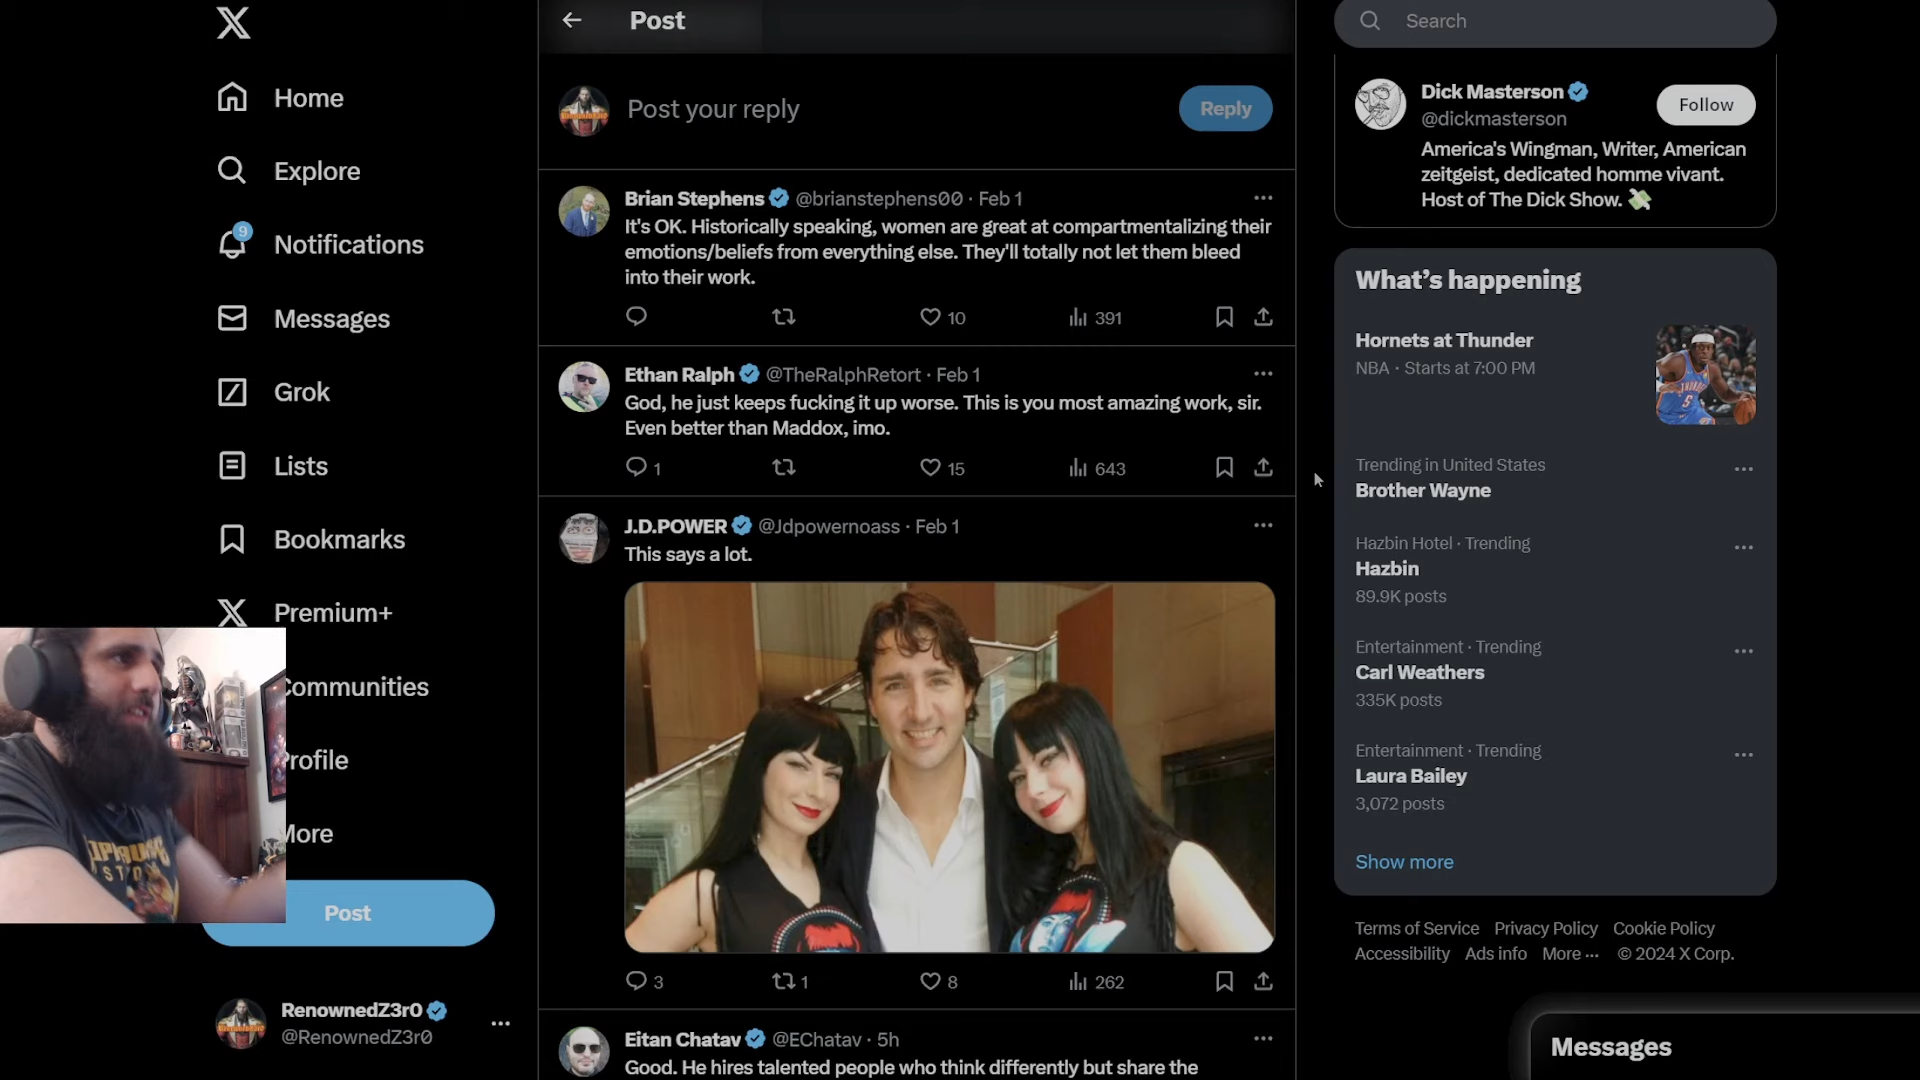 Home
Explore
9
Notifications
Messages
Grok
Lists
Bookmarks
Premium+
Communities
Profile
More
Post
RenownedZ3r0
@RenownedZ3r0
Post
Post your reply
Reply
Brian Stephens @brianstephens00 · Feb 1
It's OK. Historically speaking, women are great at compartmentalizing their
emotions/beliefs from everything else. They'll totally not let them bleed
into their work.
10 391
Ethan Ralph @TheRalphRetort · Feb 1
God, he just keeps fucking it up worse. This is you most amazing work, sir.
Even better than Maddox, imo.
1 15 643
J.D.POWER @Jdpowernoass · Feb 1
This says a lot.
3 1 8 262
Eitan Chatav @EChatav · 5h
Good. He hires talented people who think differently but share the
Search
Dick Masterson
@dickmasterson
Follow
America's Wingman, Writer, American
zeitgeist, dedicated homme vivant.
Host of The Dick Show.
What's happening
Hornets at Thunder
NBA · Starts at 7:00 PM
Trending in United States
Brother Wayne
Hazbin Hotel · Trending
Hazbin
89.9K posts
Entertainment · Trending
Carl Weathers
335K posts
Entertainment · Trending
Laura Bailey
3,072 posts
Show more
Terms of Service Privacy Policy Cookie Policy
Accessibility Ads info More ··· © 2024 X Corp.
Messages